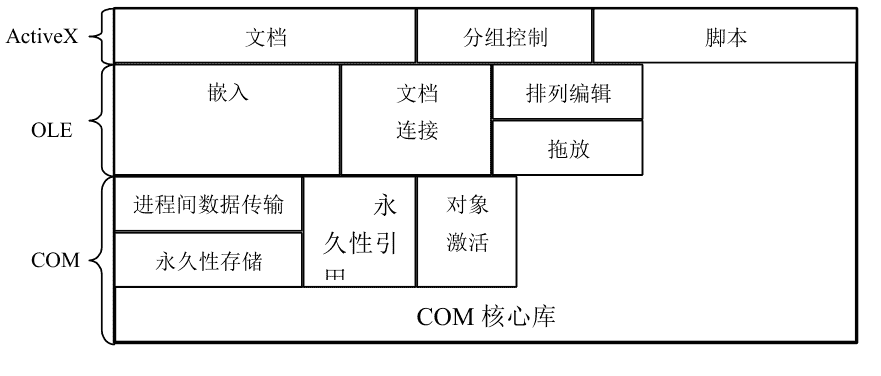 ActiveX
文档
分组控制
脚本
OLE
嵌入
文档
连接
排列编辑
拖放
COM
进程间数据传输
永久性存储
永
久性引
用
对象
激活
COM 核心库